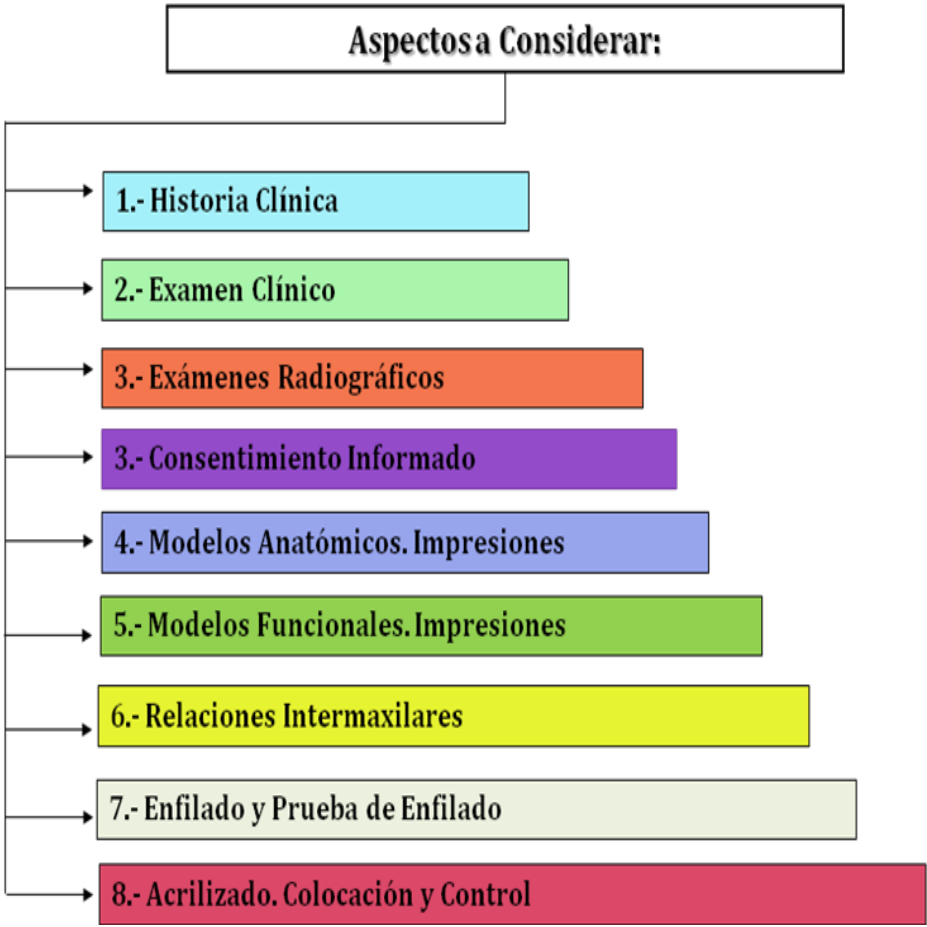 Aspectos a Considerar:
1.- Historia Clínica
2.- Examen Clínico
3.- Exámenes Radiográficos
3.- Consentimiento Informado
4.- Modelos Anatómicos. Impresiones
5.- Modelos Funcionales. Impresiones
6.- Relaciones Intermaxilares
7.- Enfilado y Prueba de Enfilado
8.- Acrilizado. Colocación y Control